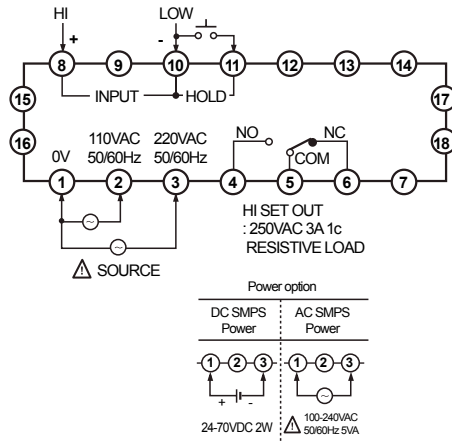 HI
LOW
+
-
8
9
10
11
12
13
14
INPUT
HOLD
15
17
16
18
0V
110VAC
50/60Hz
220VAC
50/60Hz
NO
NC
COM
1
2
3
4
5
6
7
~
~
⚠ SOURCE
HI SET OUT
: 250VAC 3A 1c
RESISTIVE LOAD
Power option
DC SMPS
Power
AC SMPS
Power
1
2
3
1
2
3
+
-
~
24-70VDC 2W
⚠ 100-240VAC
50/60Hz 5VA